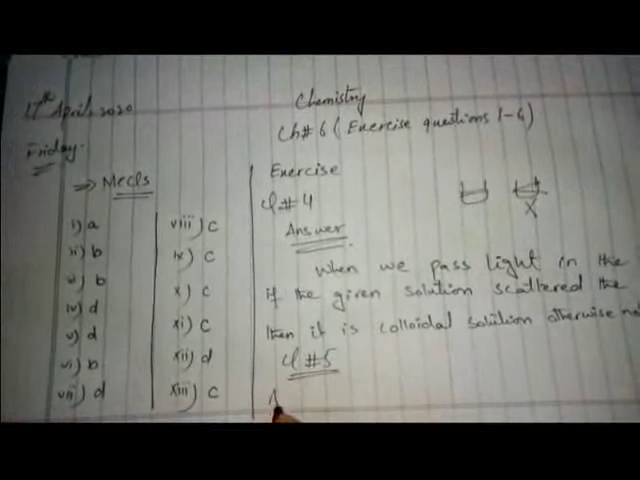 17th April, 2020
Chemistry
Friday.
Ch# 6 (Exercise questions 1-6)
=> Mcqs
i) a
ii) b
ii) b
iv) d
v) d
vi) b
vii) d
viii) c
ix) c
x) c
xi) c
xii) d
xiii) c
Exercise
Q#4
Answer
X
When we pass light in the
if the given solution scattered the
then it is colloidal solution otherwise not
Q#5